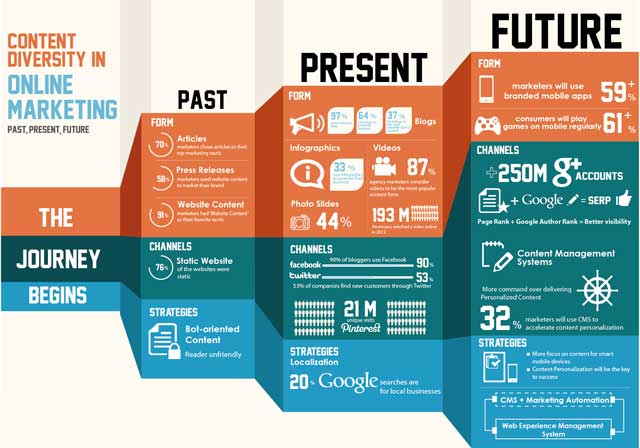 CONTENT
DIVERSITY IN
ONLINE
MARKETING
PAST, PRESENT, FUTURE
THE
JOURNEY
BEGINS
PAST
FORM
70%
Articles
marketers chose articles as their
top marketing tactic
58%
Press Releases
marketers used website content
to market their brand
91%
Website Content
marketers had 'Website Content'
as their favorite tactic
CHANNELS
76%
Static Website
of the websites were
static
STRATEGIES
Bot-oriented
Content
Reader unfriendly
PRESENT
FORM
97%
64%
37%
Blogs
Infographics
33 %
Videos
87%
agency marketers consider
videos to be the most popular
content form.
Photo Slides
44%
193 M
Americans watched a video online
in 2012
CHANNELS
90% of bloggers use Facebook
facebook 90%
twitter 53%
53% of companies find new customers through Twitter
21 M
unique visits
Pinterest
STRATEGIES
Localization
20 % Google searches are
for local businesses
FUTURE
FORM
marketers will use
branded mobile apps
59+%
consumers will play
games on mobile regularly
61+%
CHANNELS
+250M g+ ACCOUNTS
+ Google = SERP
Page Rank + Google Author Rank = Better visibility
Content Management
Systems
More command over delivering
Personalized Content
32 % marketers will use CMS to
accelerate content personalization
STRATEGIES
More focus on content for smart
mobile devices
Content Personalization will be the key
to success
CMS + Marketing Automation
Web Experience Management
System